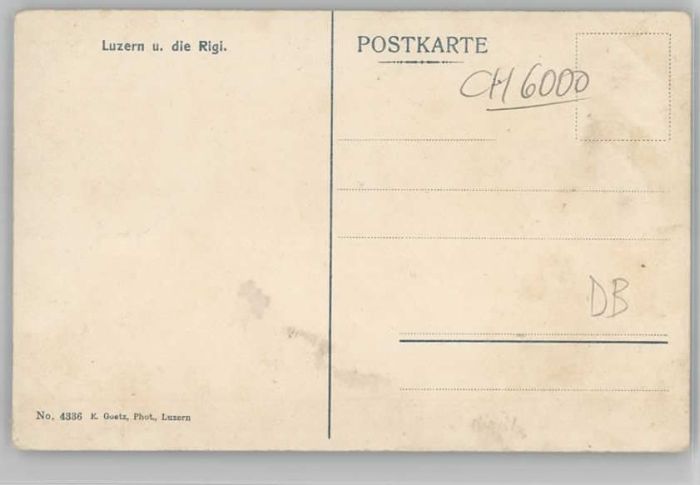 Luzern u. die Rigi.
POSTKARTE
CH 6000
DB
No. 4336 E. Goetz, Phot., Luzern